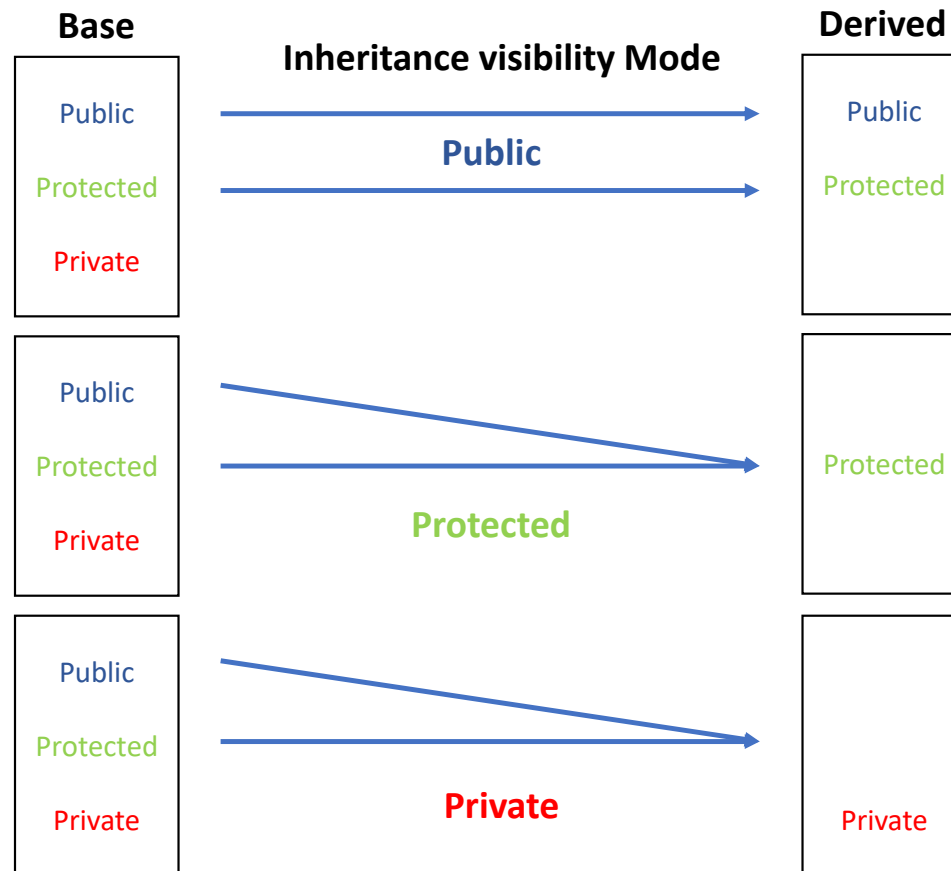 Base
Inheritance visibility Mode
Derived
Public
Protected
Private
Public
Public
Protected
Public
Protected
Private
Protected
Protected
Public
Protected
Private
Private
Private